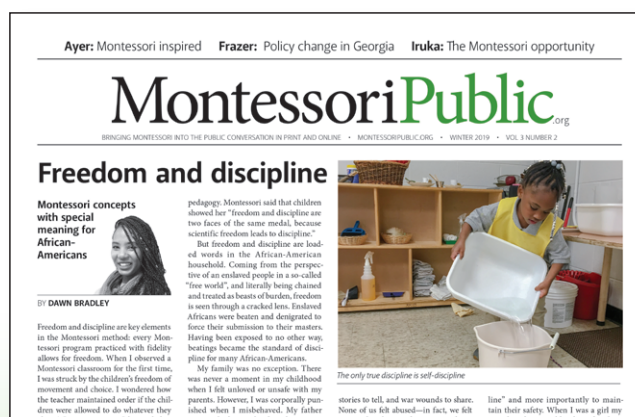 Ayer: Montessori inspired Frazer: Policy change in Georgia Iruka: The Montessori opportunity
MontessoriPublic.org
BRINGING MONTESSORI INTO THE PUBLIC CONVERSATION IN PRINT AND ONLINE • MONTESSORIPUBLIC.ORG • WINTER 2019 • VOL 3 NUMBER 2
Freedom and discipline
Montessori concepts
with special
meaning for
African-
Americans
BY DAWN BRADLEY
Freedom and discipline are key elements
in the Montessori method: every Mon-
tessori program practiced with fidelity
allows for freedom. When I observed a
Montessori classroom for the first time,
I was struck by the children's freedom of
movement and choice. I wondered how
the teacher maintained order if the chil-
dren were allowed to do whatever they
pedagogy. Montessori said that children
showed her "freedom and discipline are
two faces of the same medal, because
scientific freedom leads to discipline."
But freedom and discipline are load-
ed words in the African-American
household. Coming from the perspec-
tive of an enslaved people in a so-called
"free world", and literally being chained
and treated as beasts of burden, freedom
is seen through a cracked lens. Enslaved
Africans were beaten and denigrated to
force their submission to their masters.
Having been exposed to no other way,
beatings became the standard of disci-
pline for many African-Americans.
My family was no exception. There
was never a moment in my childhood
when I felt unloved or unsafe with my
parents. However, I was corporally pun-
ished when I misbehaved. My father
The only true discipline is self-discipline
stories to tell, and war wounds to share.
None of us felt abused—in fact, we felt
line" and more importantly to main-
tain their safety. When I was a girl my